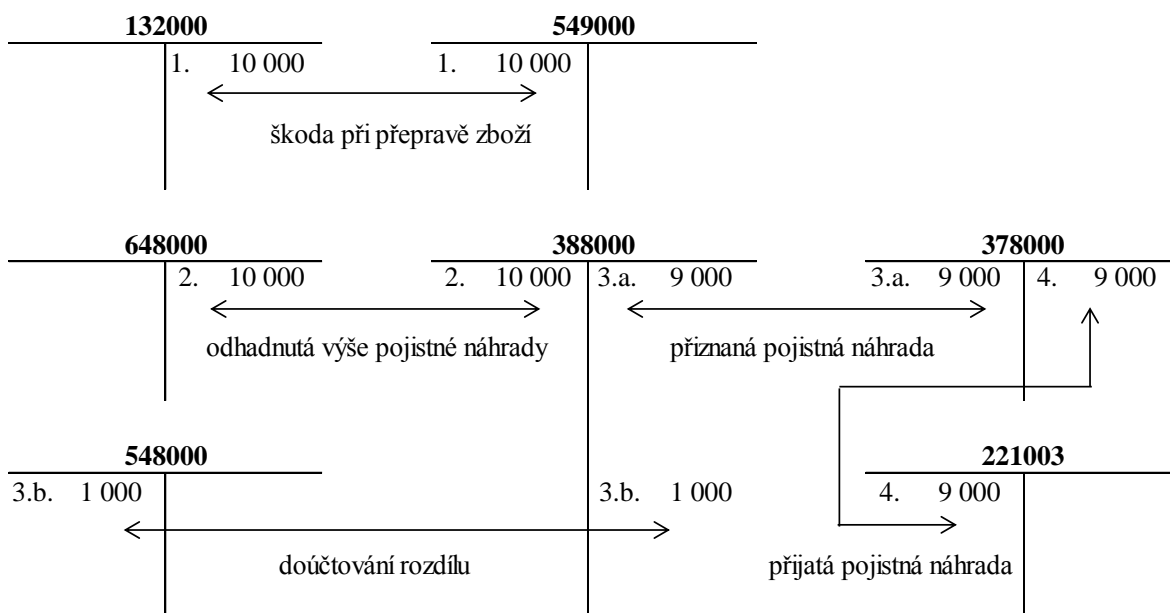 132000 549000
1. 10 000 1. 10 000
škoda při přepravě zboží
648000 388000 378000
2. 10 000 2. 10 000 3.a. 9 000 3.a. 9 000 4. 9 000
odhadnutá výše pojistné náhrady přiznaná pojistná náhrada
548000 221003
3.b. 1 000 3.b. 1 000 4. 9 000
doúčtování rozdílu přijatá pojistná náhrada